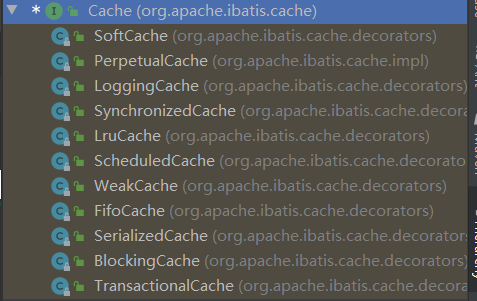 Cache (org.apache.ibatis.cache)
SoftCache (org.apache.ibatis.cache.decorators)
PerpetualCache (org.apache.ibatis.cache.impl)
LoggingCache (org.apache.ibatis.cache.decorators)
SynchronizedCache (org.apache.ibatis.cache.decora
LruCache (org.apache.ibatis.cache.decorators)
ScheduledCache (org.apache.ibatis.cache.decorator
WeakCache (org.apache.ibatis.cache.decorators)
FifoCache (org.apache.ibatis.cache.decorators)
SerializedCache (org.apache.ibatis.cache.decorators)
BlockingCache (org.apache.ibatis.cache.decorators)
TransactionalCache (org.apache.ibatis.cache.decora